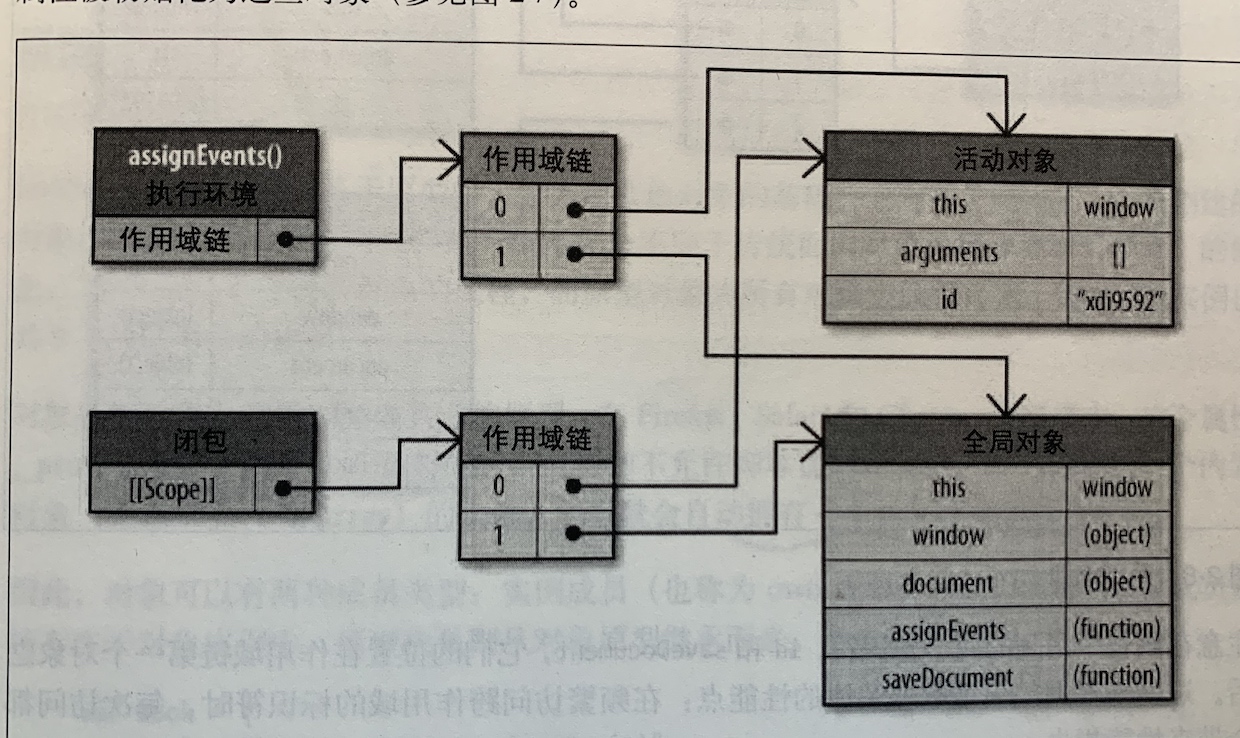 assignEvents()
执行环境
作用域链
作用域链
0
1
活动对象
this window
arguments []
id "xdi9592"
闭包
[[Scope]]
作用域链
0
1
全局对象
this window
window (object)
document (object)
assignEvents (function)
saveDocument (function)